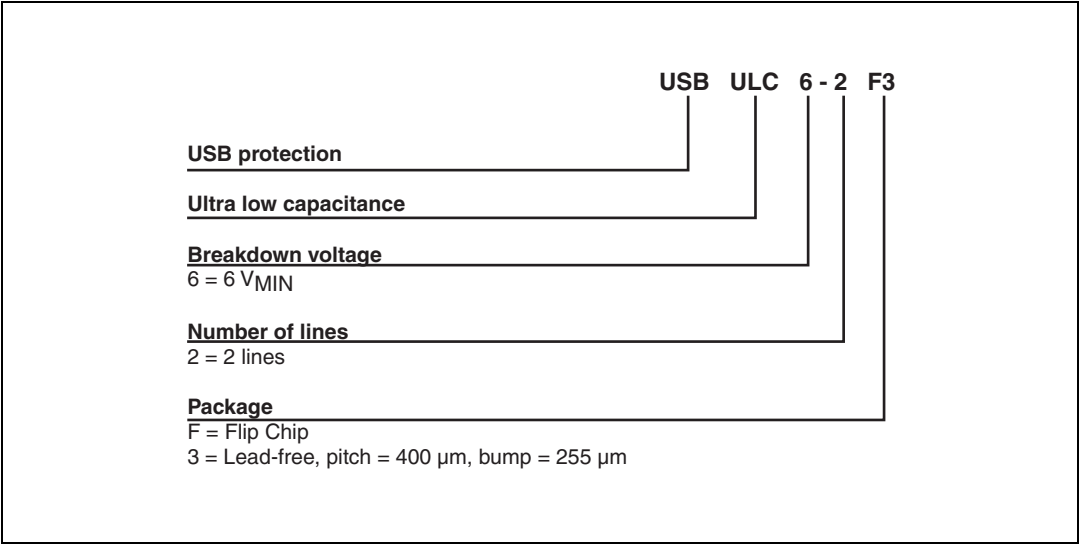 USB ULC 6 - 2 F3
USB protection
Ultra low capacitance
Breakdown voltage
6 = 6 VMIN
Number of lines
2 = 2 lines
Package
F = Flip Chip
3 = Lead-free, pitch = 400 µm, bump = 255 µm